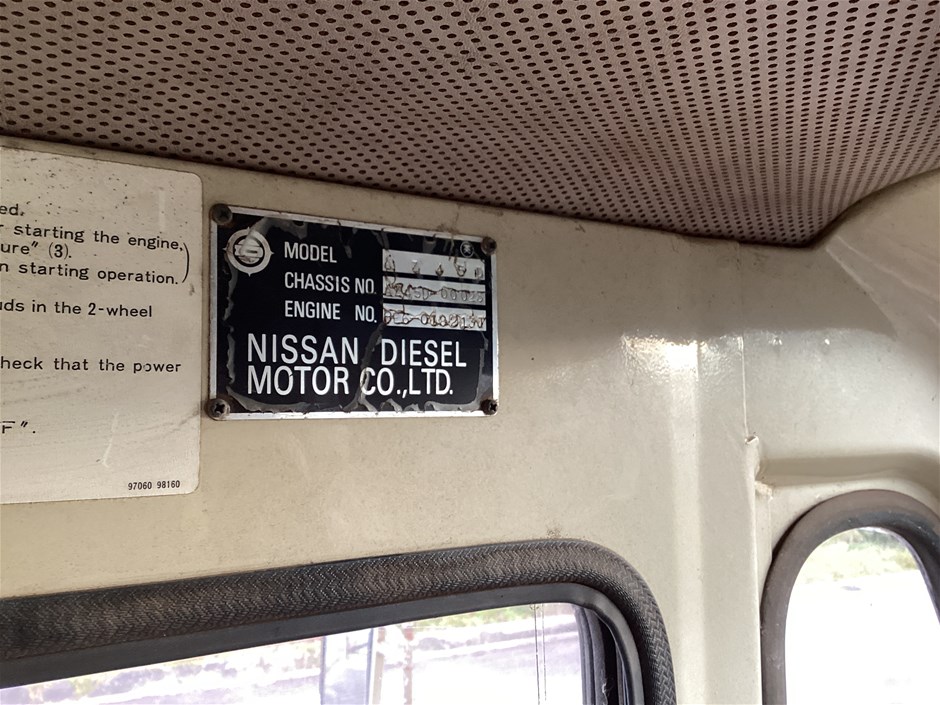 ed.
r starting the engine.
ure" (3).
n starting operation.
uds in the 2-wheel
heck that the power
F".
97060 98160
MODEL
CHASSIS NO.
ENGINE NO.
NISSAN DIESEL
MOTOR CO.,LTD.